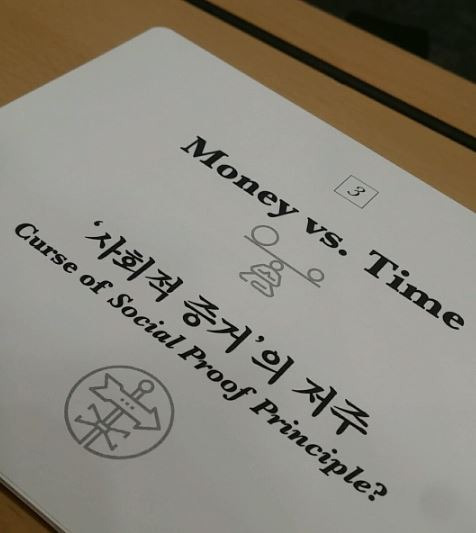 3
Money vs. Time
'사회적 증거'의 저주
Curse of Social Proof Principle?